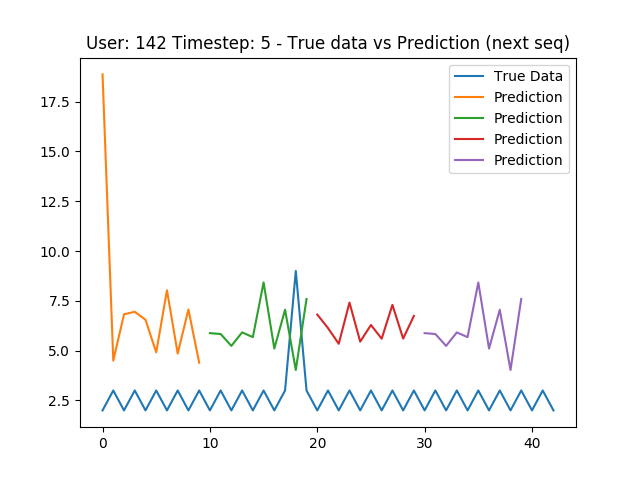 User: 142 Timestep: 5 - True data vs Prediction (next seq)
True Data
Prediction
Prediction
Prediction
Prediction
17.5
15.0
12.5
10.0
7.5
5.0
2.5
0
10
20
30
40